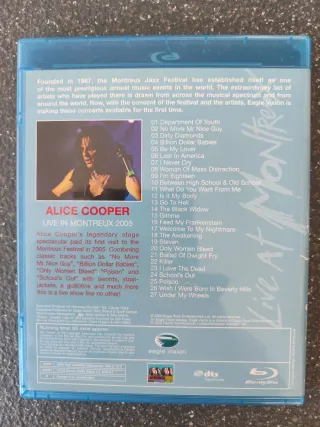 Founded in 1967, the Montreux Jazz Festival has established itself as one
of the most prestigious annual music events in the world. The extraordinary list of
artists who have played there is drawn from across the musical spectrum and from
around the world. Now, with the consent of the festival and the artists, Eagle Vision is
making these concerts available for the first time.
01 Department Of Youth
02 No More Mr Nice Guy
03 Dirty Diamonds
04 Billion Dollar Babies
05 Be My Lover
06 Lost In America
07 I Never Cry
08 Woman Of Mass Distraction
09 I'm Eighteen
10 Between High School & Old School
11 What Do You Want From Me
12 Is It My Body
13 Go To Hell
14 The Black Widow
15 Gimme
16 Feed My Frankenstein
17 Welcome To My Nightmare
18 The Awakening
19 Steven
20 Only Women Bleed
21 Ballad Of Dwight Fry
22 Killer
23 I Love The Dead
24 School's Out
25 Poison
26 Wish I Were Born In Beverly Hills
27 Under My Wheels
ALICE COOPER
LIVE IN MONTREUX 2005
Alice Cooper's legendary stage
spectacular paid its first visit to the
Montreux Festival in 2005. Combining
classic tracks such as "No More
Mr Nice Guy", "Billion Dollar Babies",
"Only Women Bleed" "Poison" and
"School's Out" with swords, strait-
jackets, a guillotine and much more
this is a live show like no other!
eagle vision
dts
Blu-ray Disc